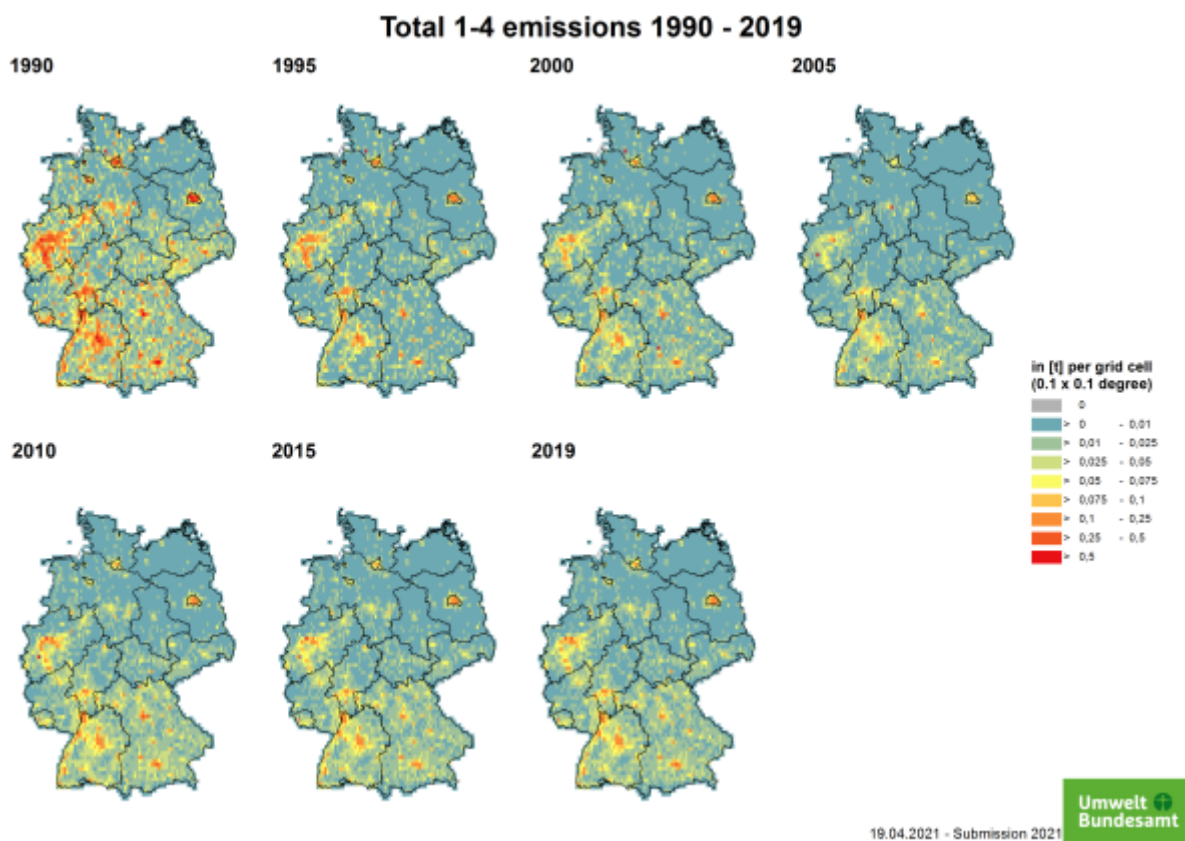 Total 1-4 emissions 1990 - 2019
1990
1995
2000
2005
2010
2015
2019
in [t] per grid cell
(0.1 x 0.1 degree)
0
> 0 - 0,01
> 0,01 - 0,025
> 0,025 - 0,05
> 0,05 - 0,075
> 0,075 - 0,1
> 0,1 - 0,25
> 0,25 - 0,5
> 0,5
19.04.2021 - Submission 2021
Umwelt
Bundesamt